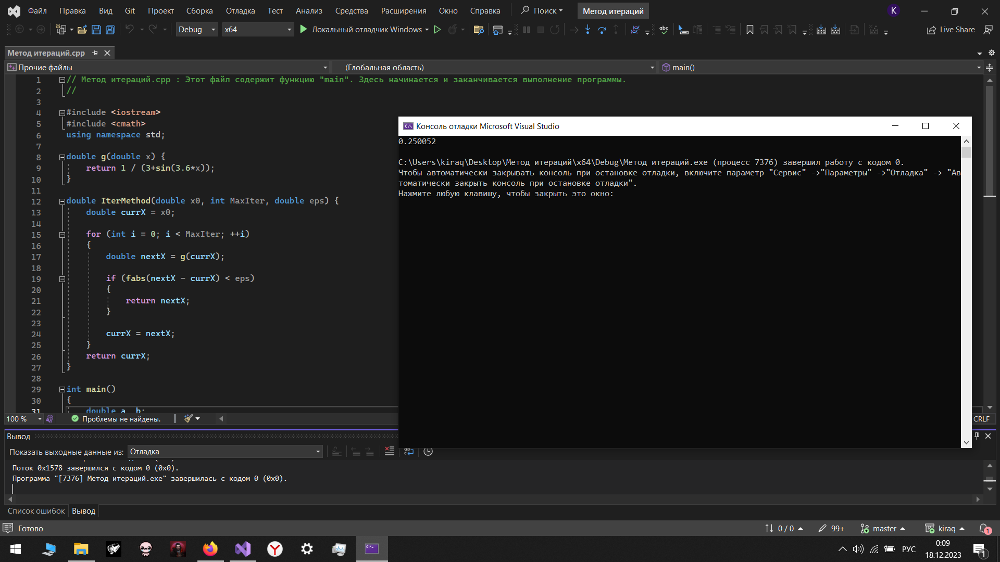 Файл Правка Вид Git Проект Сборка Отладка Тест Анализ Средства Расширения Окно Справка Поиск Метод итераций K
Debug x64 Локальный отладчик Windows Live Share
Метод итераций.cpp
Прочие файлы (Глобальная область) main()
1 // Метод итераций.cpp : Этот файл содержит функцию "main". Здесь начинается и заканчивается выполнение программы.
2 //
3
4 #include <iostream>
5 #include <cmath>
6 using namespace std;
7
8 double g(double x) {
9 return 1 / (3+sin(3.6*x));
10 }
11
12 double IterMethod(double x0, int MaxIter, double eps) {
13 double currX = x0;
14
15 for (int i = 0; i < MaxIter; ++i)
16 {
17 double nextX = g(currX);
18
19 if (fabs(nextX - currX) < eps)
20 {
21 return nextX;
22 }
23
24 currX = nextX;
25 }
26 return currX;
27 }
28
29 int main()
30 {
31 double a, b;
Консоль отладки Microsoft Visual Studio
0.250052
C:\Users\kiraq\Desktop\Метод итераций\x64\Debug\Метод итераций.exe (процесс 7376) завершил работу с кодом 0.
Чтобы автоматически закрывать консоль при остановке отладки, включите параметр "Сервис" ->"Параметры" ->"Отладка" -> "Ав
томатически закрыть консоль при остановке отладки".
Нажмите любую клавишу, чтобы закрыть это окно:
100 % Проблемы не найдены. CRLF
Вывод
Показать выходные данные из: Отладка
Поток 0x1578 завершился с кодом 0 (0x0).
Программа "[7376] Метод итераций.exe" завершилась с кодом 0 (0x0).
Список ошибок Вывод
Готово 0 / 0 99+ master kiraq 1
РУС 0:09
18.12.2023 1